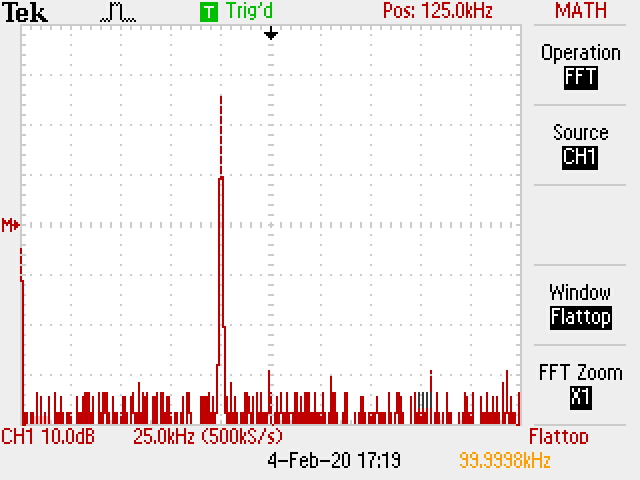 Tek T Trig'd Pos: 125.0kHz MATH
Operation
FFT
Source
CH1
M
Window
Flattop
FFT Zoom
X1
CH1 10.0dB 25.0kHz (500kS/s) Flattop
4-Feb-20 17:19 99.9998kHz